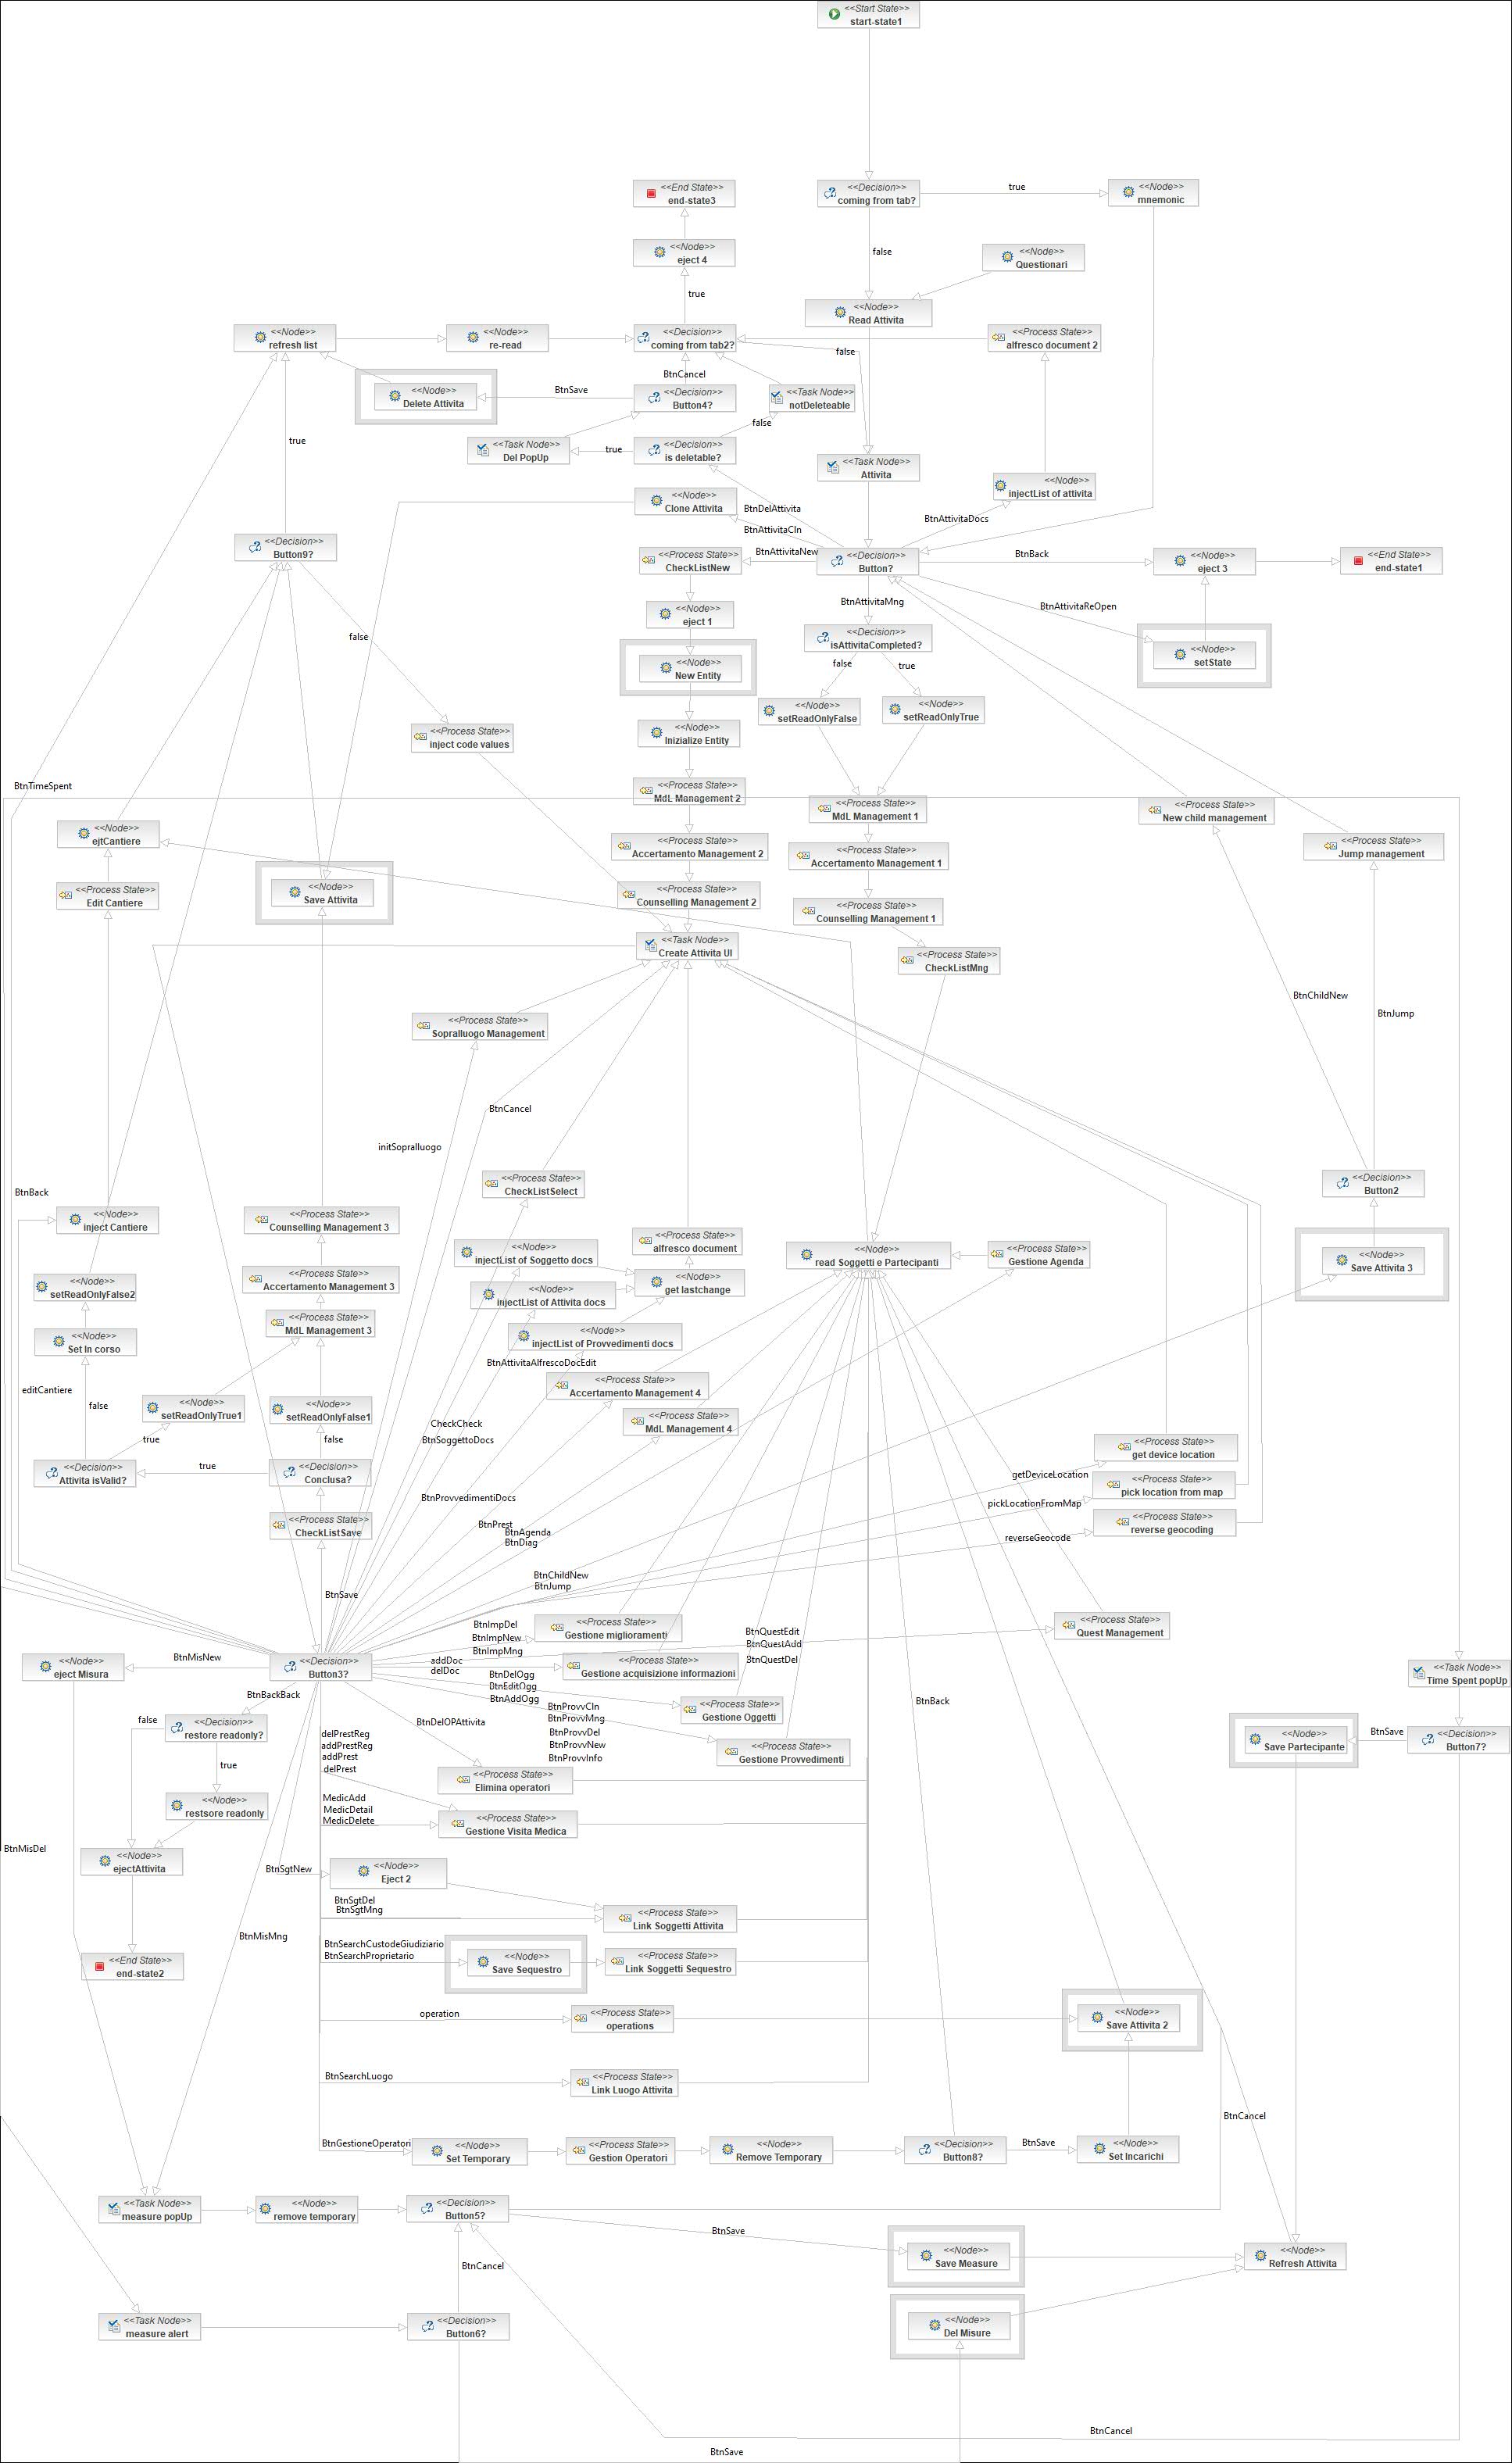 <<Start State>>
start-state1
<<End State>>
end-state3
<<Decision>>
coming from tab?
true
<<Node>>
mnemonic
<<Node>>
eject 4
false
<<Node>>
Questionari
true
<<Node>>
Read Attivita
<<Node>>
refresh list
<<Node>>
re-read
<<Decision>>
coming from tab2?
false
<<Process State>>
alfresco document 2
BtnCancel
<<Node>>
Delete Attivita
BtnSave
<<Decision>>
Button4?
<<Task Node>>
notDeleteable
false
true
<<Task Node>>
Del PopUp
true
<<Decision>>
is deletable?
<<Task Node>>
Attivita
<<Node>>
injectList of attivita
<<Node>>
Clone Attivita
BtnDelAttivita
BtnAttivitaCln
BtnAttivitaDocs
<<Decision>>
Button9?
<<Process State>>
CheckListNew
BtnAttivitaNew
<<Decision>>
Button?
BtnBack
<<Node>>
eject 3
<<End State>>
end-state1
BtnAttivitaMng
BtnAttivitaReOpen
<<Node>>
eject 1
false
<<Decision>>
isAttivitaCompleted?
<<Node>>
setState
<<Node>>
New Entity
false
true
<<Node>>
setReadOnlyFalse
<<Node>>
setReadOnlyTrue
<<Process State>>
inject code values
<<Node>>
Inizialize Entity
BtnTimeSpent
<<Process State>>
MdL Management 2
<<Process State>>
MdL Management 1
<<Process State>>
New child management
<<Node>>
ejtCantiere
<<Process State>>
Accertamento Management 2
<<Process State>>
Accertamento Management 1
<<Process State>>
Jump management
<<Process State>>
Edit Cantiere
<<Node>>
Save Attivita
<<Process State>>
Counselling Management 2
<<Process State>>
Counselling Management 1
<<Task Node>>
Create Attivita UI
<<Process State>>
CheckListMng
BtnChildNew
BtnJump
<<Process State>>
Sopralluogo Management
BtnCancel
initSopralluogo
<<Process State>>
CheckListSelect
<<Decision>>
Button2
BtnBack
<<Node>>
inject Cantiere
<<Process State>>
Counselling Management 3
<<Process State>>
alfresco document
<<Node>>
injectList of Soggetto docs
<<Node>>
read Soggetti e Partecipanti
<<Process State>>
Gestione Agenda
<<Node>>
Save Attivita 3
<<Node>>
setReadOnlyFalse2
<<Process State>>
Accertamento Management 3
<<Node>>
get lastchange
<<Node>>
injectList of Attivita docs
<<Node>>
Set In corso
<<Process State>>
MdL Management 3
<<Node>>
injectList of Provvedimenti docs
BtnAttivitaAlfrescoDocEdit
editCantiere
false
<<Process State>>
Accertamento Management 4
<<Node>>
setReadOnlyTrue1
<<Node>>
setReadOnlyFalse1
<<Process State>>
MdL Management 4
CheckCheck
BtnSoggettoDocs
true
false
<<Process State>>
get device location
<<Decision>>
Attivita isValid?
true
<<Decision>>
Conclusa?
getDeviceLocation
<<Process State>>
pick location from map
BtnProvvedimentiDocs
pickLocationFromMap
<<Process State>>
CheckListSave
BtnPrest
BtnAgenda
BtnDiag
<<Process State>>
reverse geocoding
reverseGeocode
BtnChildNew
BtnJump
BtnSave
BtnImpDel
BtnImpNew
BtnImpMng
<<Process State>>
Gestione miglioramenti
BtnQuestEdit
BtnQuestAdd
BtnQuestDel
<<Process State>>
Quest Management
<<Node>>
eject Misura
BtnMisNew
<<Decision>>
Button3?
addDoc
delDoc
<<Process State>>
Gestione acquisizione informazioni
<<Task Node>>
Time Spent popUp
BtnDelOgg
BtnEditOgg
BtnAddOgg
<<Process State>>
Gestione Oggetti
BtnBackBack
BtnBack
false
<<Decision>>
restore readonly?
BtnDelOPAttivita
BtnProvvCln
BtnProvvMng
BtnProvvDel
BtnProvvNew
BtnProvvInfo
<<Process State>>
Gestione Provvedimenti
<<Node>>
Save Partecipante
BtnSave
<<Decision>>
Button7?
delPrestReg
addPrestReg
addPrest
delPrest
true
<<Process State>>
Elimina operatori
<<Node>>
restsore readonly
MedicAdd
MedicDetail
MedicDelete
<<Process State>>
Gestione Visita Medica
BtnMisDel
<<Node>>
ejectAttivita
BtnSgtNew
<<Node>>
Eject 2
BtnSgtDel
BtnSgtMng
<<Process State>>
Link Soggetti Attivita
BtnMisMng
BtnSearchCustodeGiudiziario
BtnSearchProprietario
<<End State>>
end-state2
<<Node>>
Save Sequestro
<<Process State>>
Link Soggetti Sequestro
operation
<<Process State>>
operations
<<Node>>
Save Attivita 2
BtnSearchLuogo
<<Process State>>
Link Luogo Attivita
BtnCancel
BtnGestioneOperatori
<<Node>>
Set Temporary
<<Process State>>
Gestion Operatori
<<Node>>
Remove Temporary
<<Decision>>
Button8?
BtnSave
<<Node>>
Set Incarichi
<<Task Node>>
measure popUp
<<Node>>
remove temporary
<<Decision>>
Button5?
BtnSave
<<Node>>
Save Measure
<<Node>>
Refresh Attivita
BtnCancel
<<Task Node>>
measure alert
<<Decision>>
Button6?
<<Node>>
Del Misure
BtnCancel
BtnSave